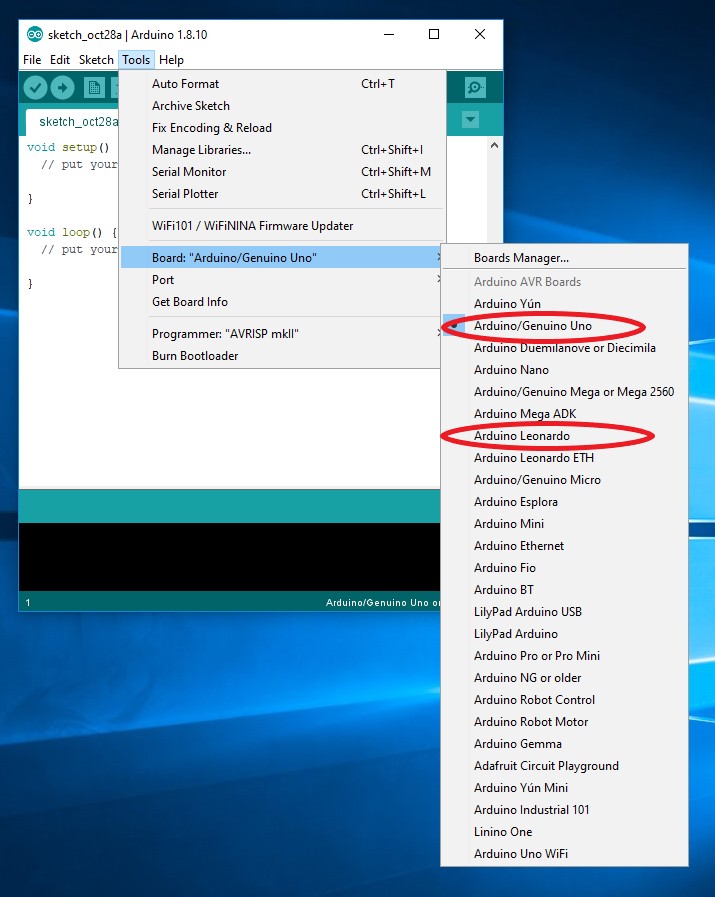 sketch_oct28a | Arduino 1.8.10
File Edit Sketch Tools Help
Auto Format Ctrl+T
Archive Sketch
Fix Encoding & Reload
Manage Libraries... Ctrl+Shift+I
Serial Monitor Ctrl+Shift+M
Serial Plotter Ctrl+Shift+L
WiFi101 / WiFiNINA Firmware Updater
Board: "Arduino/Genuino Uno"
Port
Get Board Info
Programmer: "AVRISP mkII"
Burn Bootloader
sketch_oct28a
void setup()
// put your
}
void loop() {
// put your
}
Boards Manager...
Arduino AVR Boards
Arduino Yún
Arduino/Genuino Uno
Arduino Duemilanove or Diecimila
Arduino Nano
Arduino/Genuino Mega or Mega 2560
Arduino Mega ADK
Arduino Leonardo
Arduino Leonardo ETH
Arduino/Genuino Micro
Arduino Esplora
Arduino Mini
Arduino Ethernet
Arduino Fio
Arduino BT
LilyPad Arduino USB
LilyPad Arduino
Arduino Pro or Pro Mini
Arduino NG or older
Arduino Robot Control
Arduino Robot Motor
Arduino Gemma
Adafruit Circuit Playground
Arduino Yún Mini
Arduino Industrial 101
Linino One
Arduino Uno WiFi
1 Arduino/Genuino Uno or